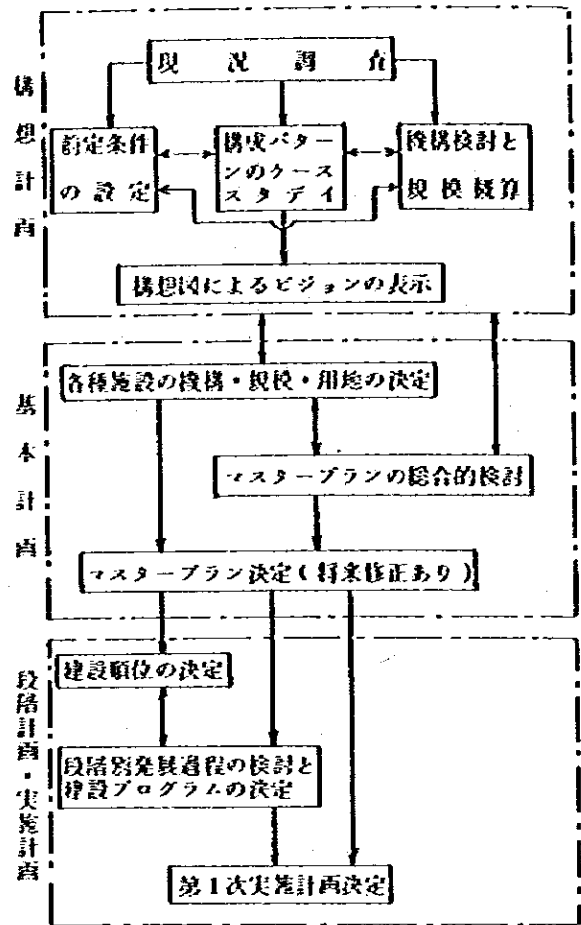 構想計画
現況調査
前定条件
の設定
構成パター
ンのケース
スタデイ
機構検討と
規模概算
構想図によるビジョンの表示
基本計画
各種施設の機構・規模・用地の決定
マスタープランの総合的検討
マスタープラン決定(将来修正あり)
段階計画・実施計画
建設順位の決定
段階別発展過程の検討と
建設プログラムの決定
第1次実施計画決定